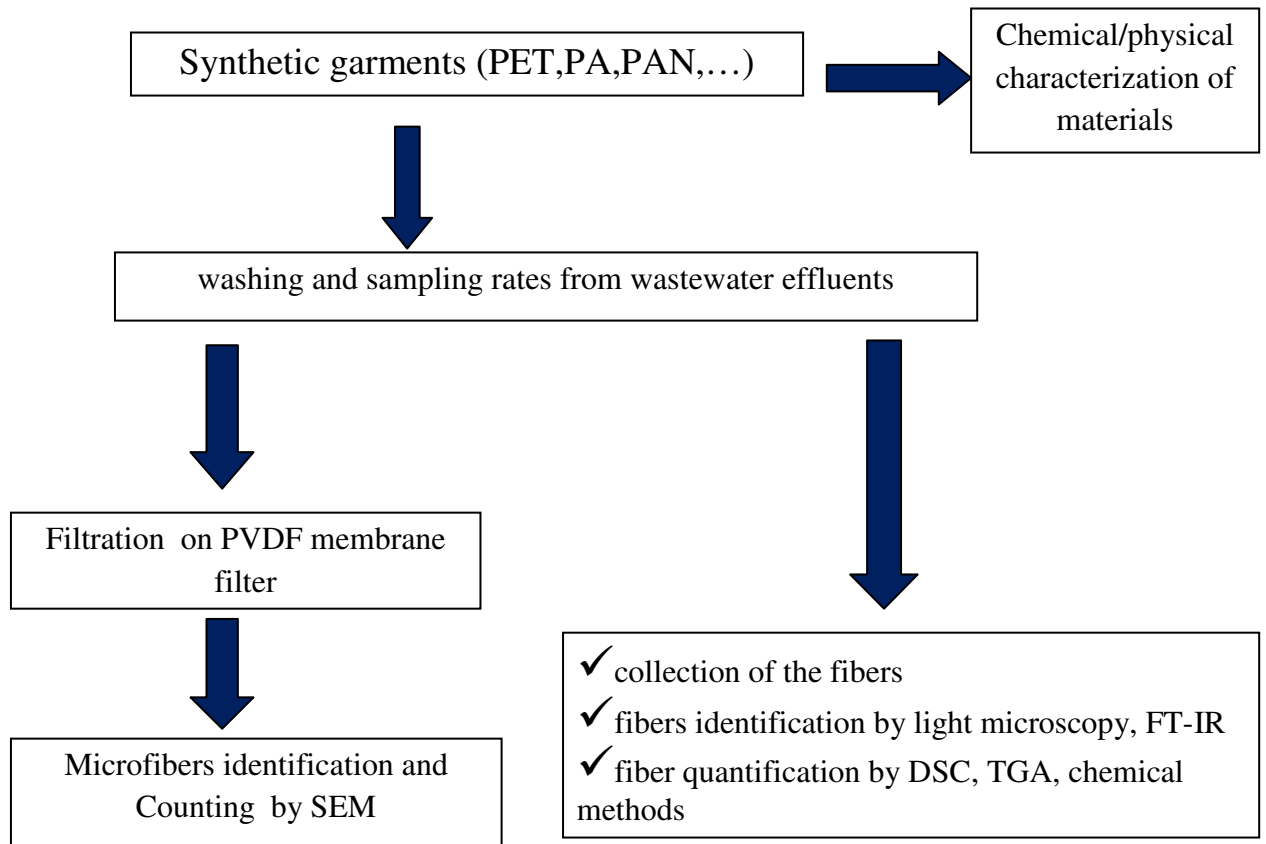 Synthetic garments (PET,PA,PAN,…)
Chemical/physical
characterization of
materials
washing and sampling rates from wastewater effluents
Filtration on PVDF membrane
filter
Microfibers identification and
Counting by SEM
✓collection of the fibers
✓fibers identification by light microscopy, FT-IR
✓fiber quantification by DSC, TGA, chemical
methods